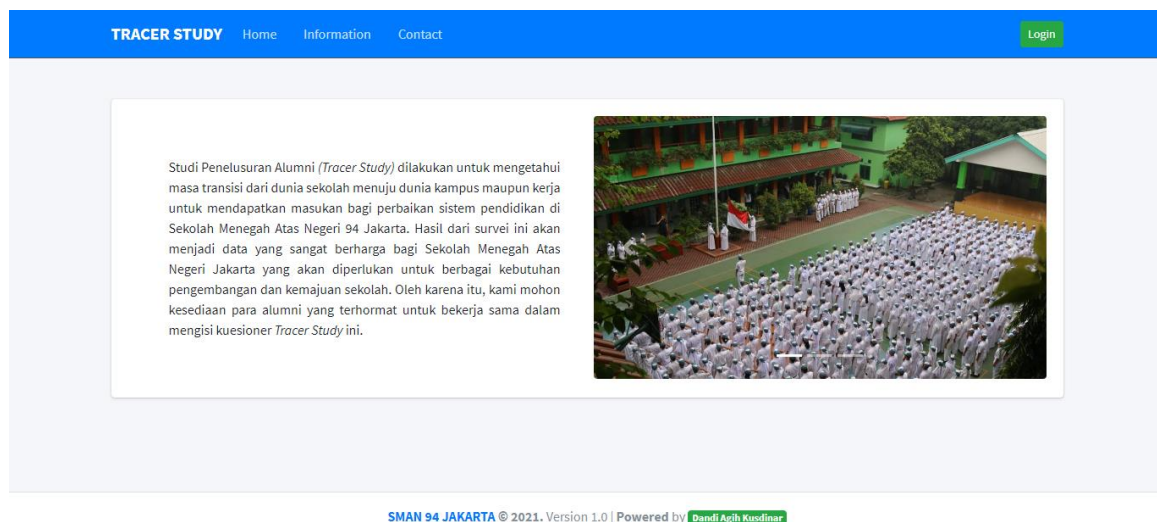 TRACER STUDY Home Information Contact Login
Studi Penelusuran Alumni (Tracer Study) dilakukan untuk mengetahui
masa transisi dari dunia sekolah menuju dunia kampus maupun kerja
untuk mendapatkan masukan bagi perbaikan sistem pendidikan di
Sekolah Menegah Atas Negeri 94 Jakarta. Hasil dari survei ini akan
menjadi data yang sangat berharga bagi Sekolah Menegah Atas
Negeri Jakarta yang akan diperlukan untuk berbagai kebutuhan
pengembangan dan kemajuan sekolah. Oleh karena itu, kami mohon
kesediaan para alumni yang terhormat untuk bekerja sama dalam
mengisi kuesioner Tracer Study ini.
SMAN 94 JAKARTA © 2021. Version 1.0 | Powered by Dandi Agih Kusdinar